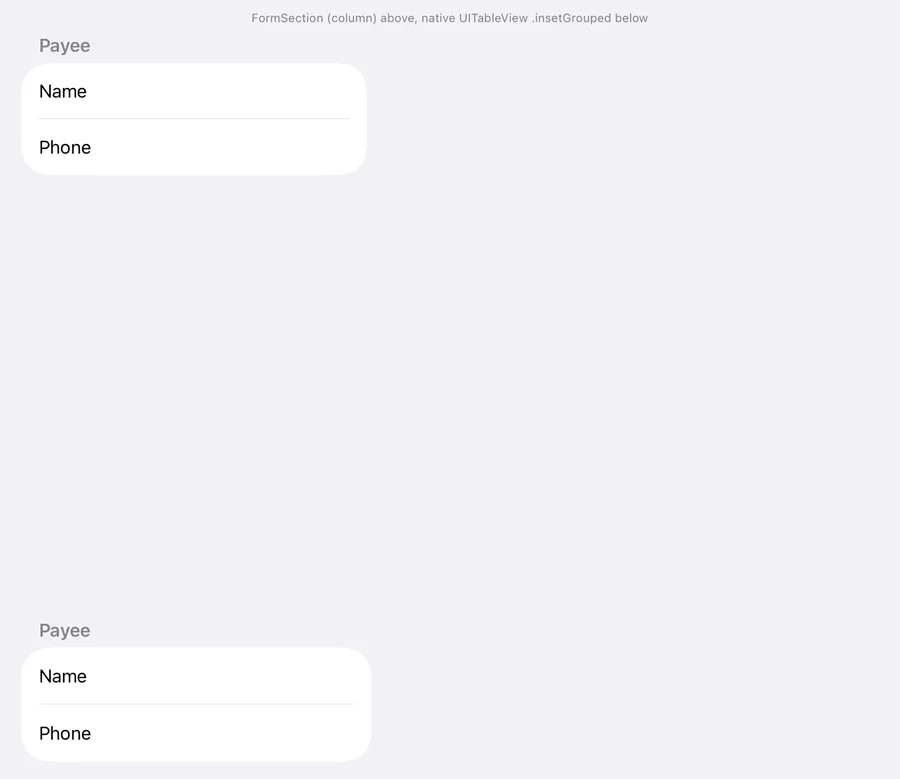 FormSection (column) above, native UITableView .insetGrouped below
Payee
Name
Phone
Payee
Name
Phone